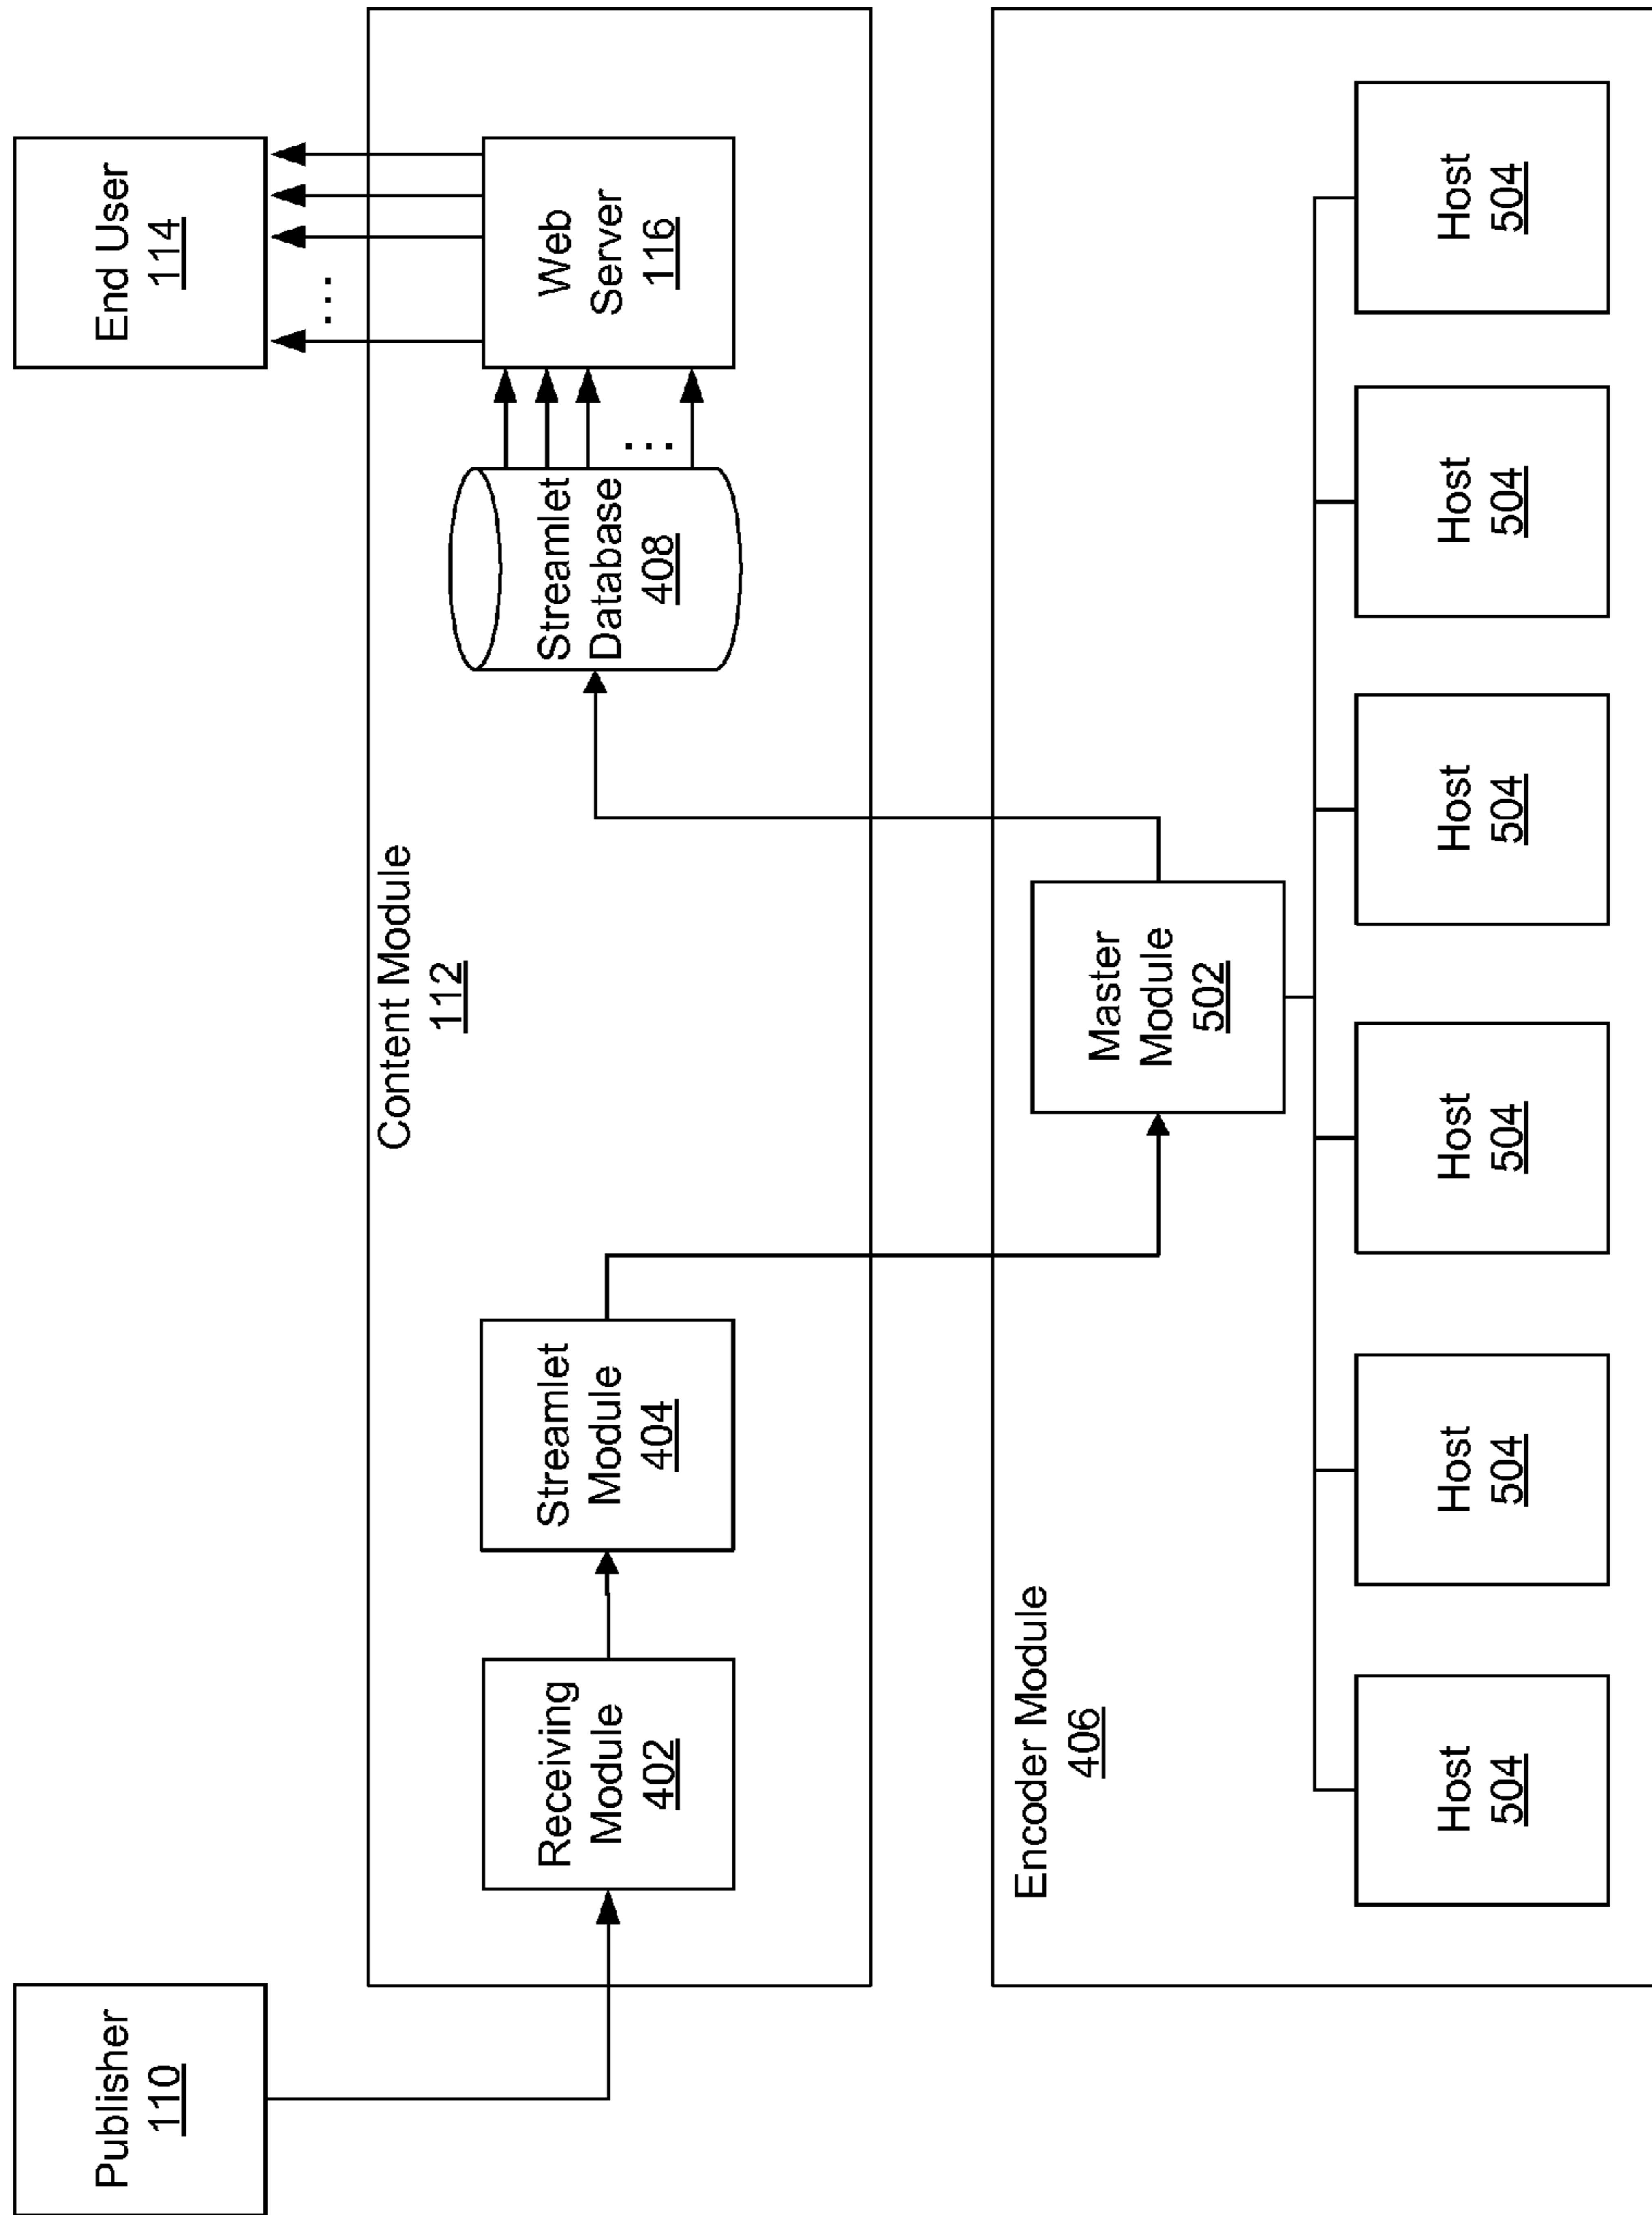 Publisher
110
End User
114
Content Module
112
Receiving
Module
402
Streamlet
Module
404
Streamlet
Database
408
...
Web
Server
116
...
Encoder Module
406
Master
Module
502
Host
504
Host
504
Host
504
Host
504
Host
504
Host
504